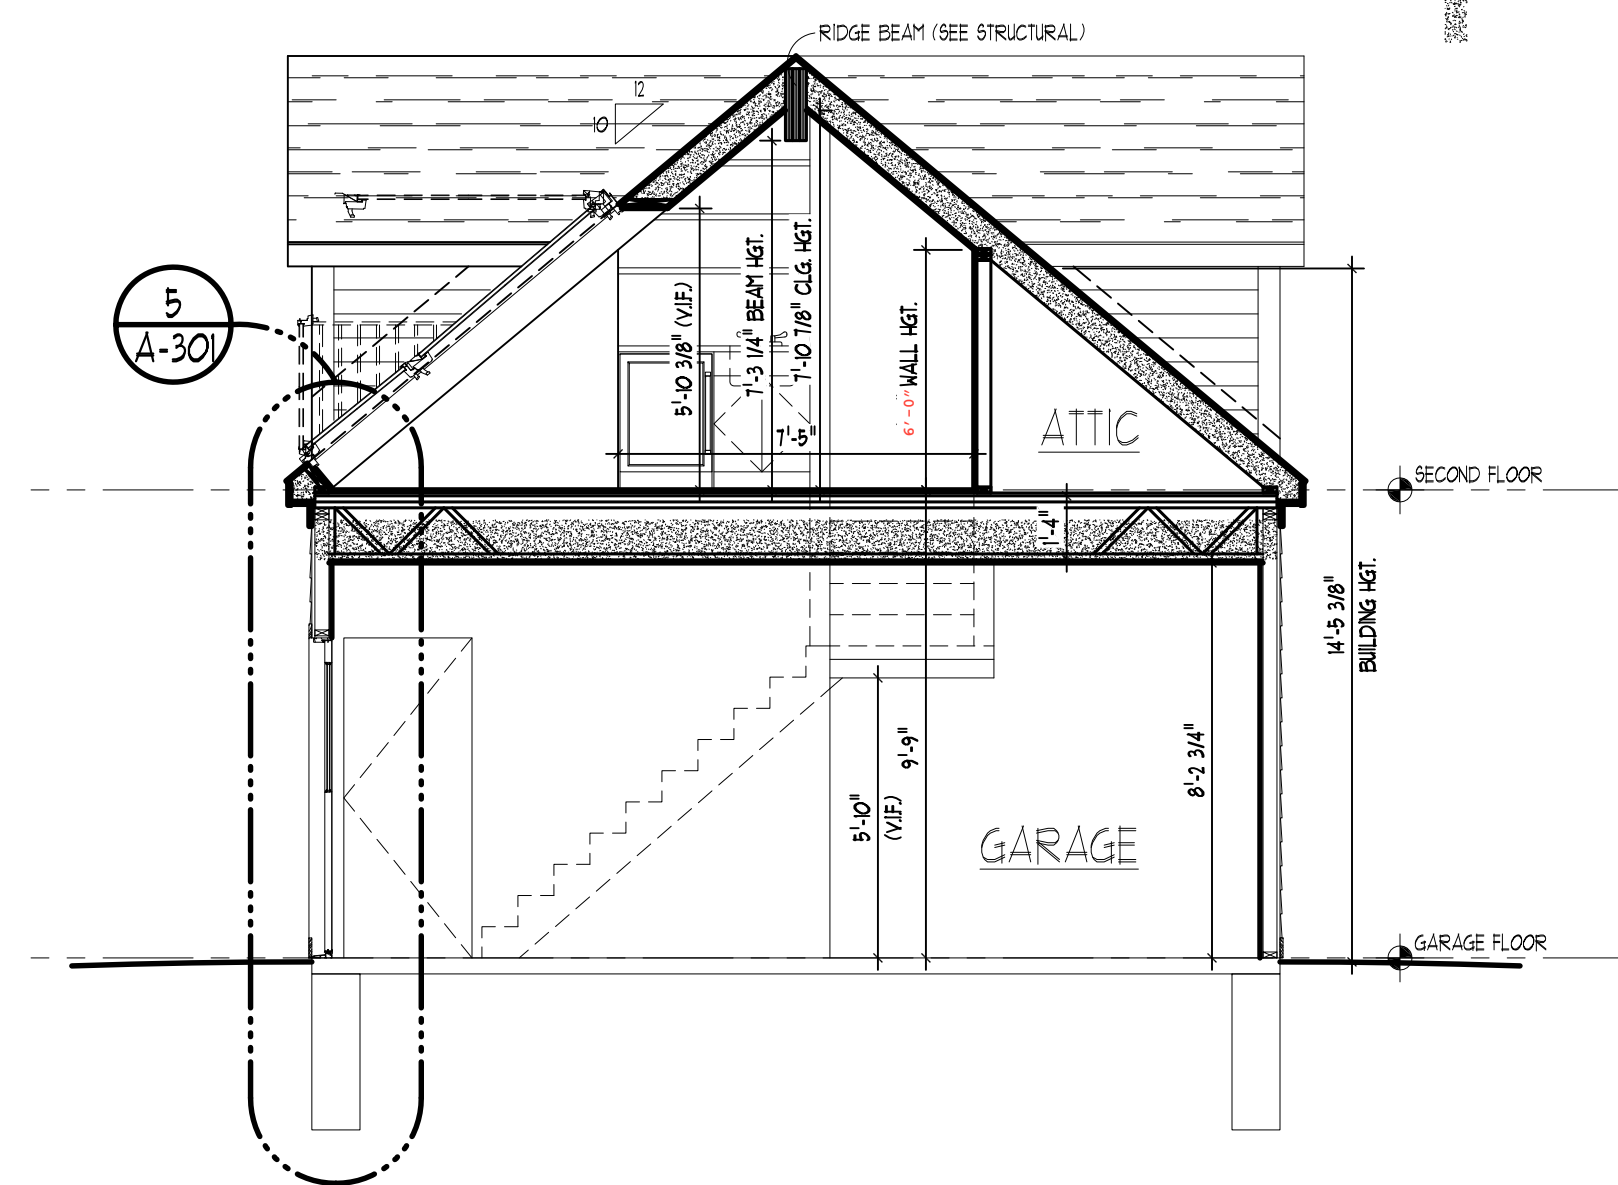 RIDGE BEAM (SEE STRUCTURAL)
12
10
5
A-301
5'-10 3/8" (V.I.F.)
7'-3 1/4" BEAM HGT.
7'-10 7/8" CLG. HGT.
6'-0" WALL HGT.
7'-5"
ATTIC
SECOND FLOOR
1'-4"
14'-5 3/8"
BUILDING HGT.
5'-10"
(V.I.F.)
9'-9"
8'-2 3/4"
GARAGE
GARAGE FLOOR